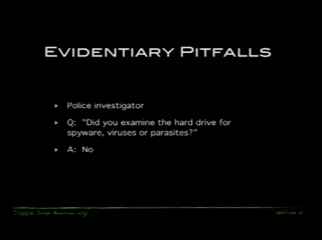 EVIDENTIARY PITFALLS
Police investigator
Q: "Did you examine the hard drive for
spyware, viruses or parasites?"
A: No